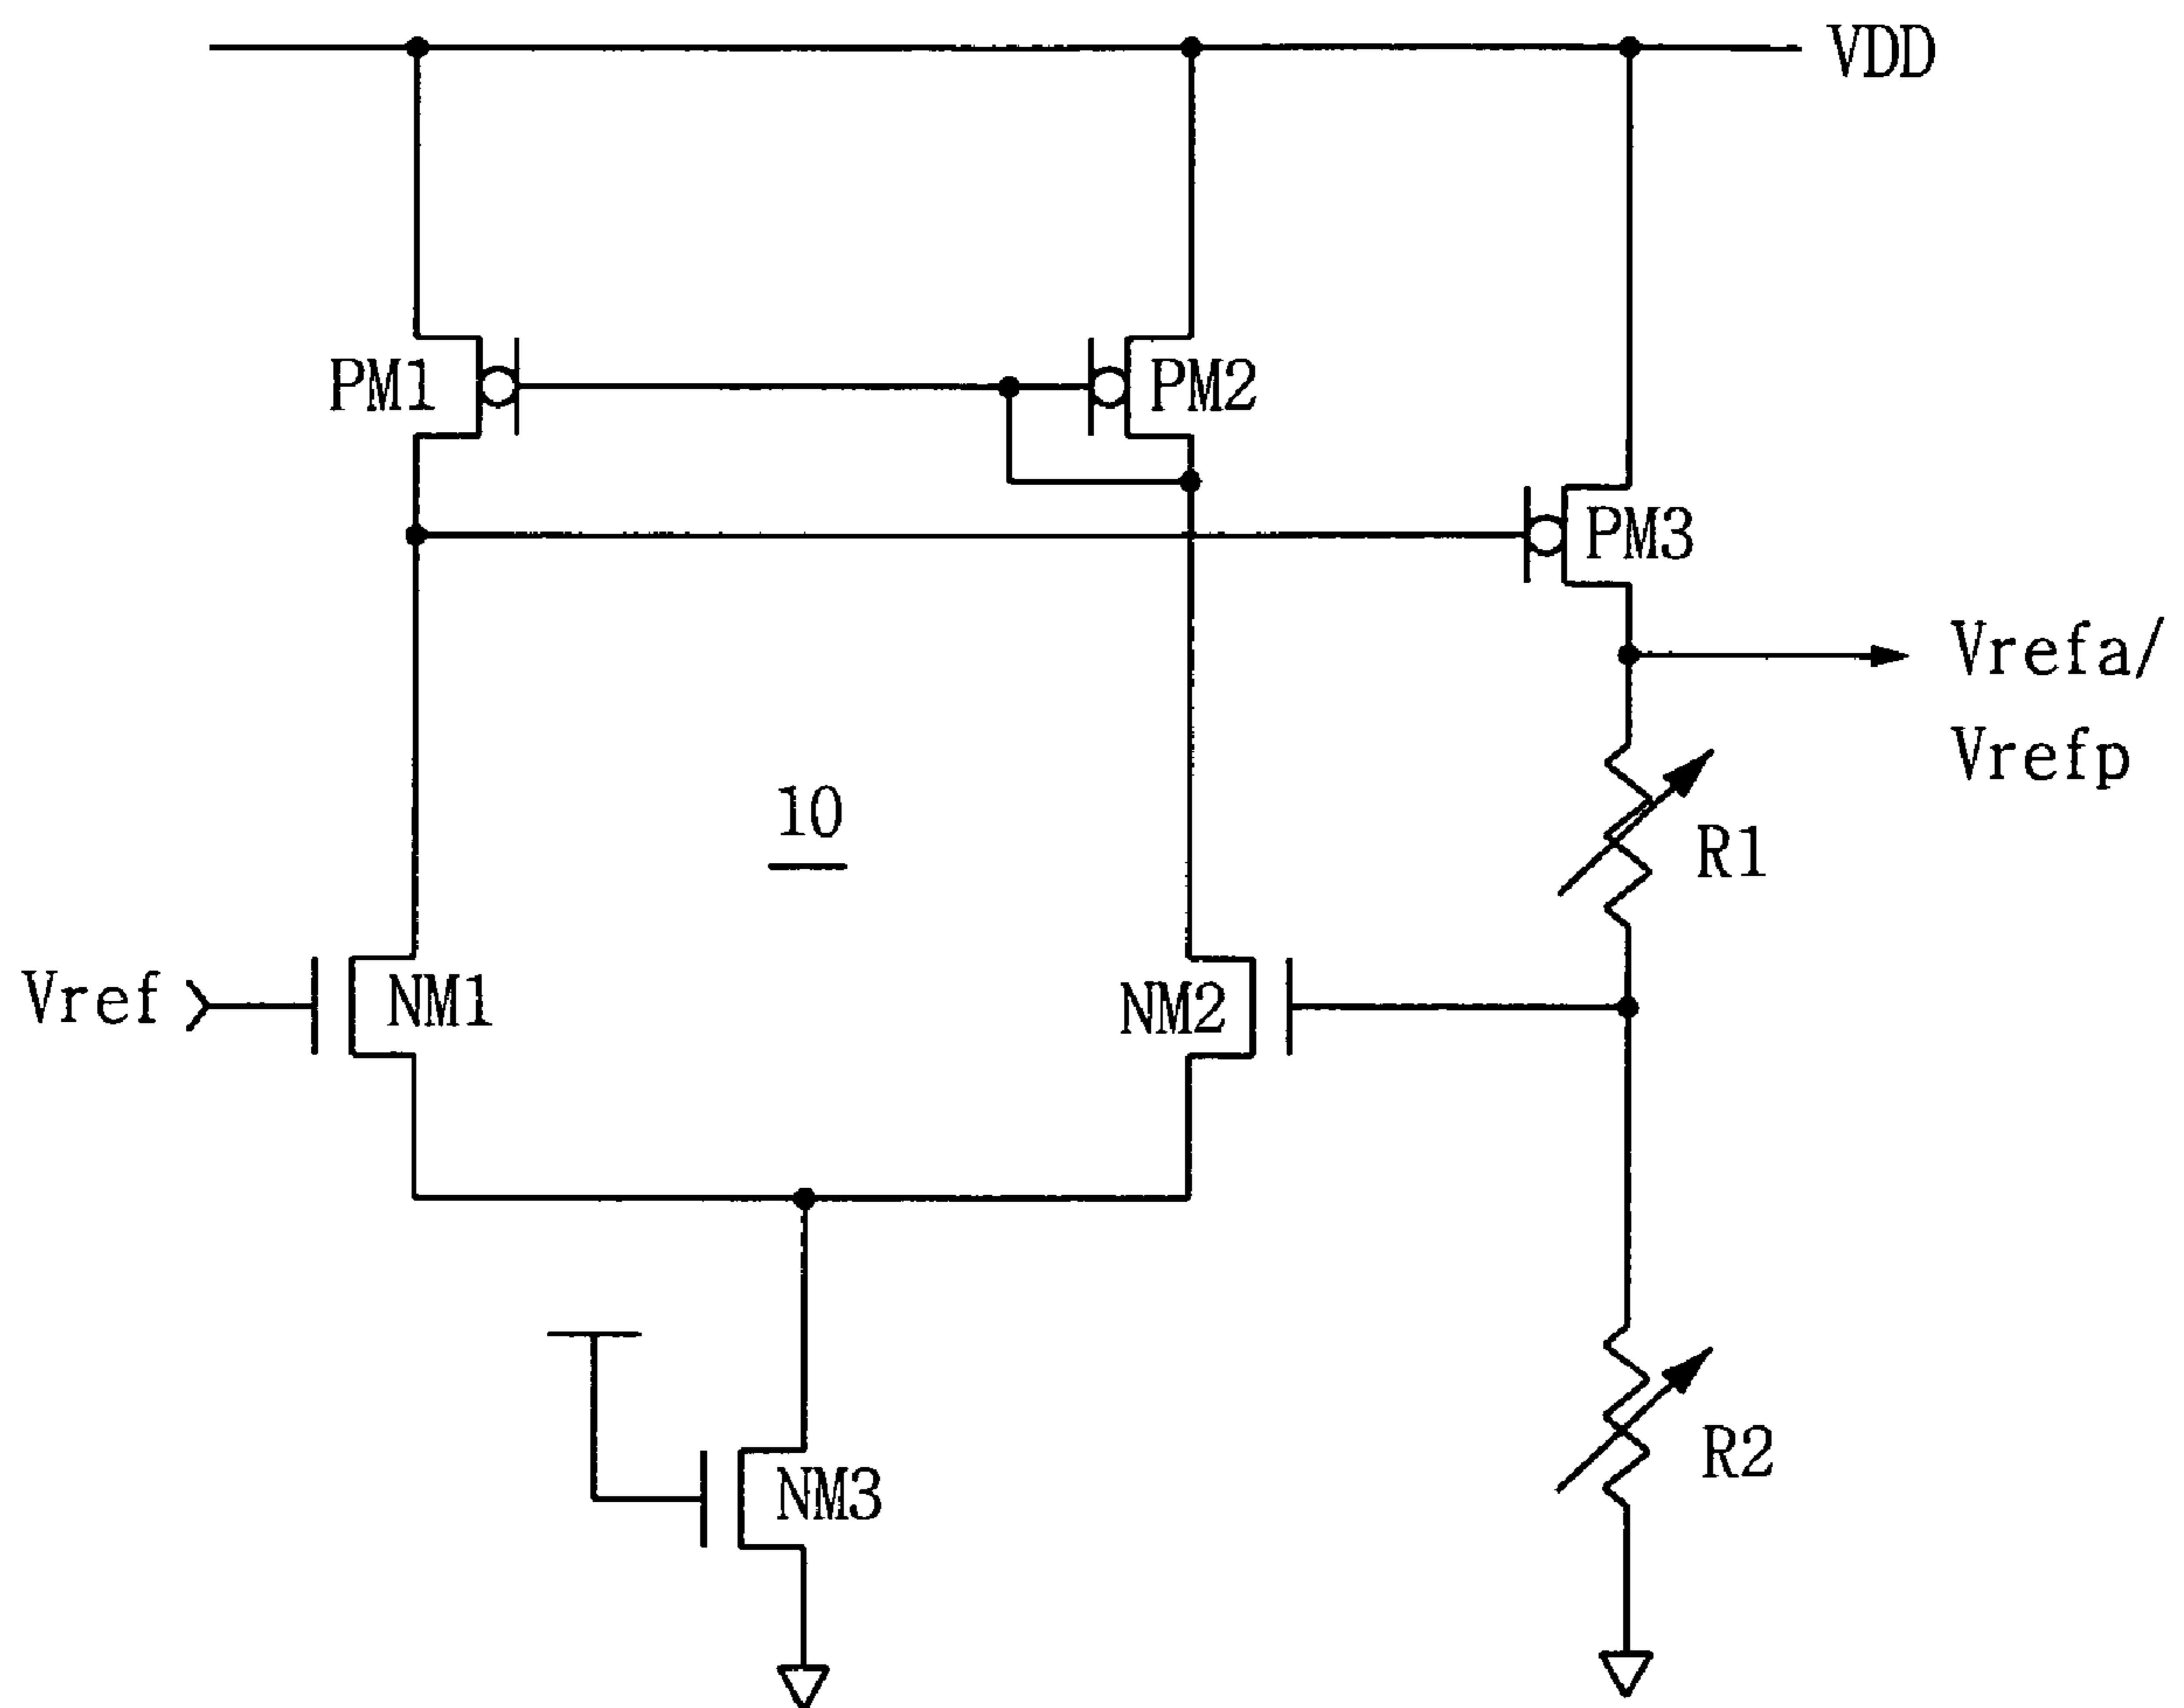 VDD
PM1
PM2
PM3
Vrefa/
Vrefp
10
R1
Vref
NM1
NM2
R2
NM3